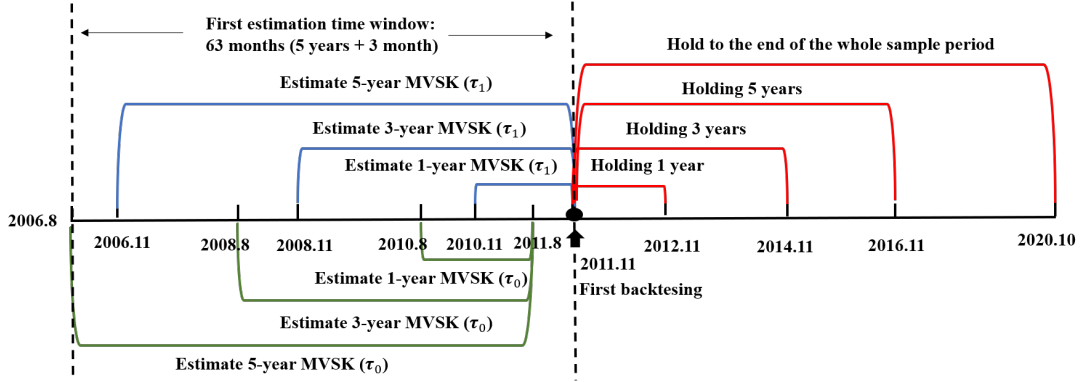 First estimation time window:
63 months (5 years + 3 month)
Hold to the end of the whole sample period
Estimate 5-year MVSK (τ₁)
Holding 5 years
Estimate 3-year MVSK (τ₁)
Holding 3 years
Estimate 1-year MVSK (τ₁)
Holding 1 year
2006.8
2006.11
2008.8
2008.11
2010.8
2010.11
2011.8
2012.11
2014.11
2016.11
2020.10
2011.11
First backtesing
Estimate 1-year MVSK (τ₀)
Estimate 3-year MVSK (τ₀)
Estimate 5-year MVSK (τ₀)